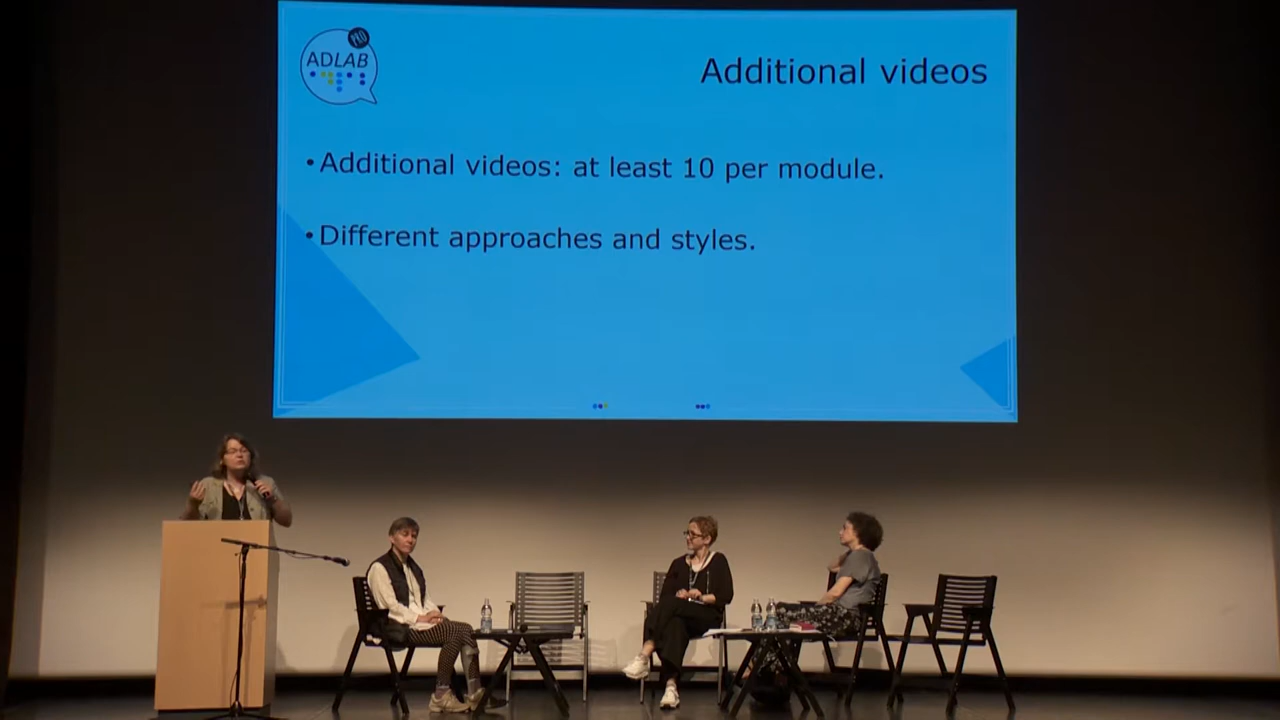 PRO
ADLAB
Additional videos
• Additional videos: at least 10 per module.
• Different approaches and styles.